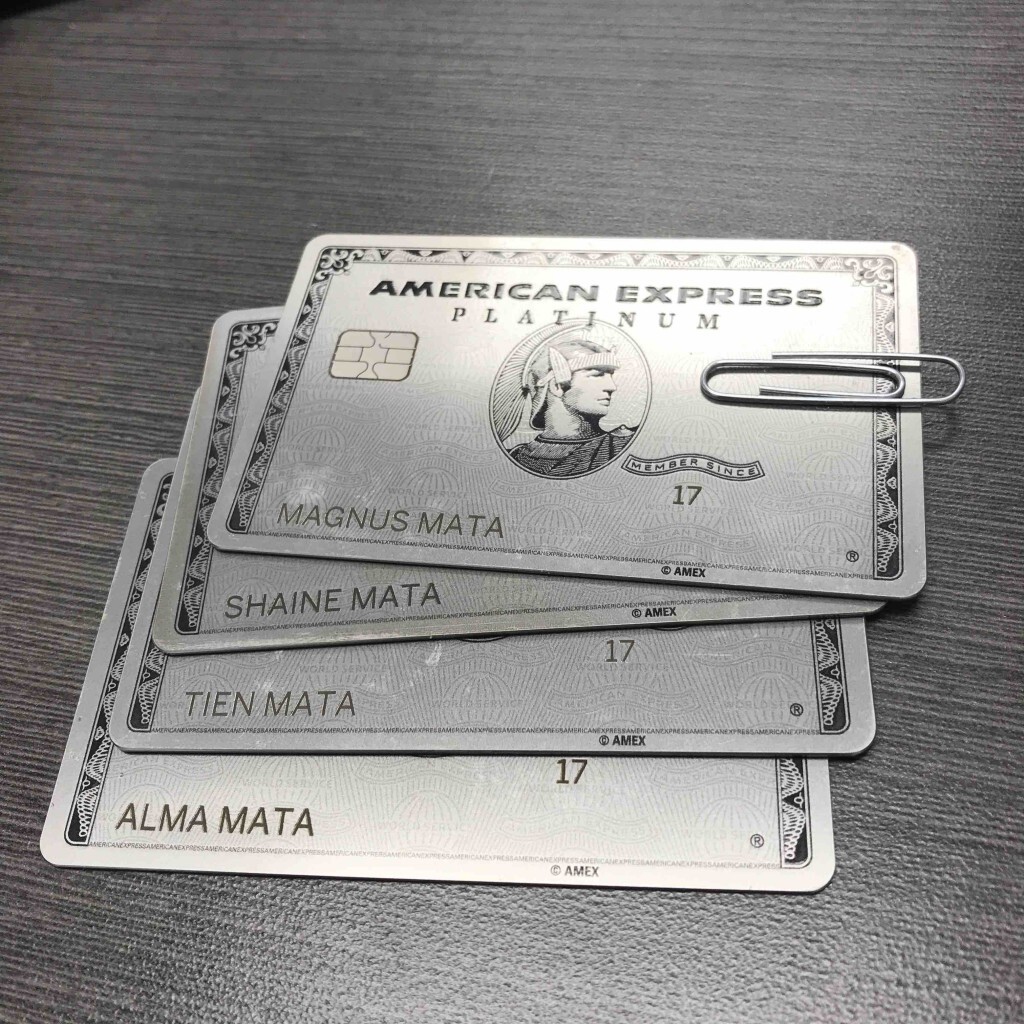 AMERICAN EXPRESS
PLATINUM
MEMBER SINCE
17
MAGNUS MATA
®
© AMEX
SHAINE MATA
© AMEX
17
TIEN MATA
®
© AMEX
17
ALMA MATA
®
© AMEX